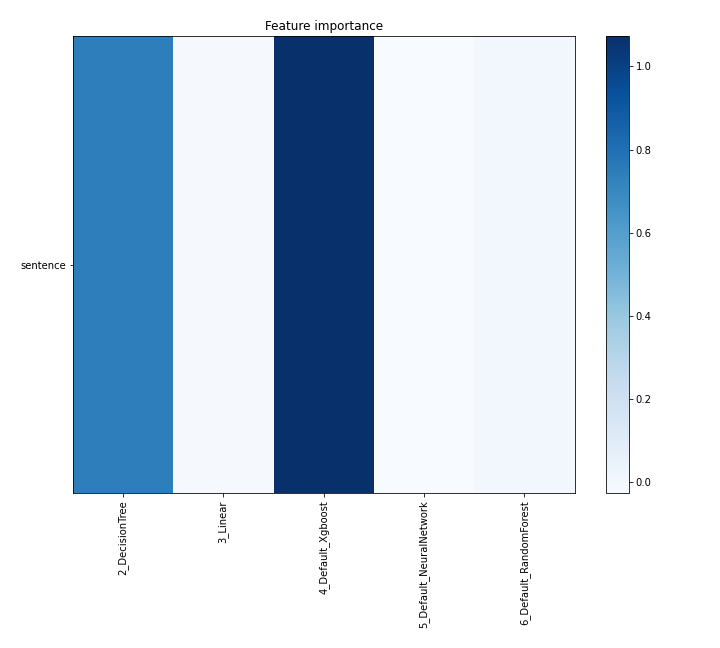 Feature importance
sentence
1.0
0.8
0.6
0.4
0.2
0.0
2_DecisionTree
3_Linear
4_Default_Xgboost
5_Default_NeuralNetwork
6_Default_RandomForest